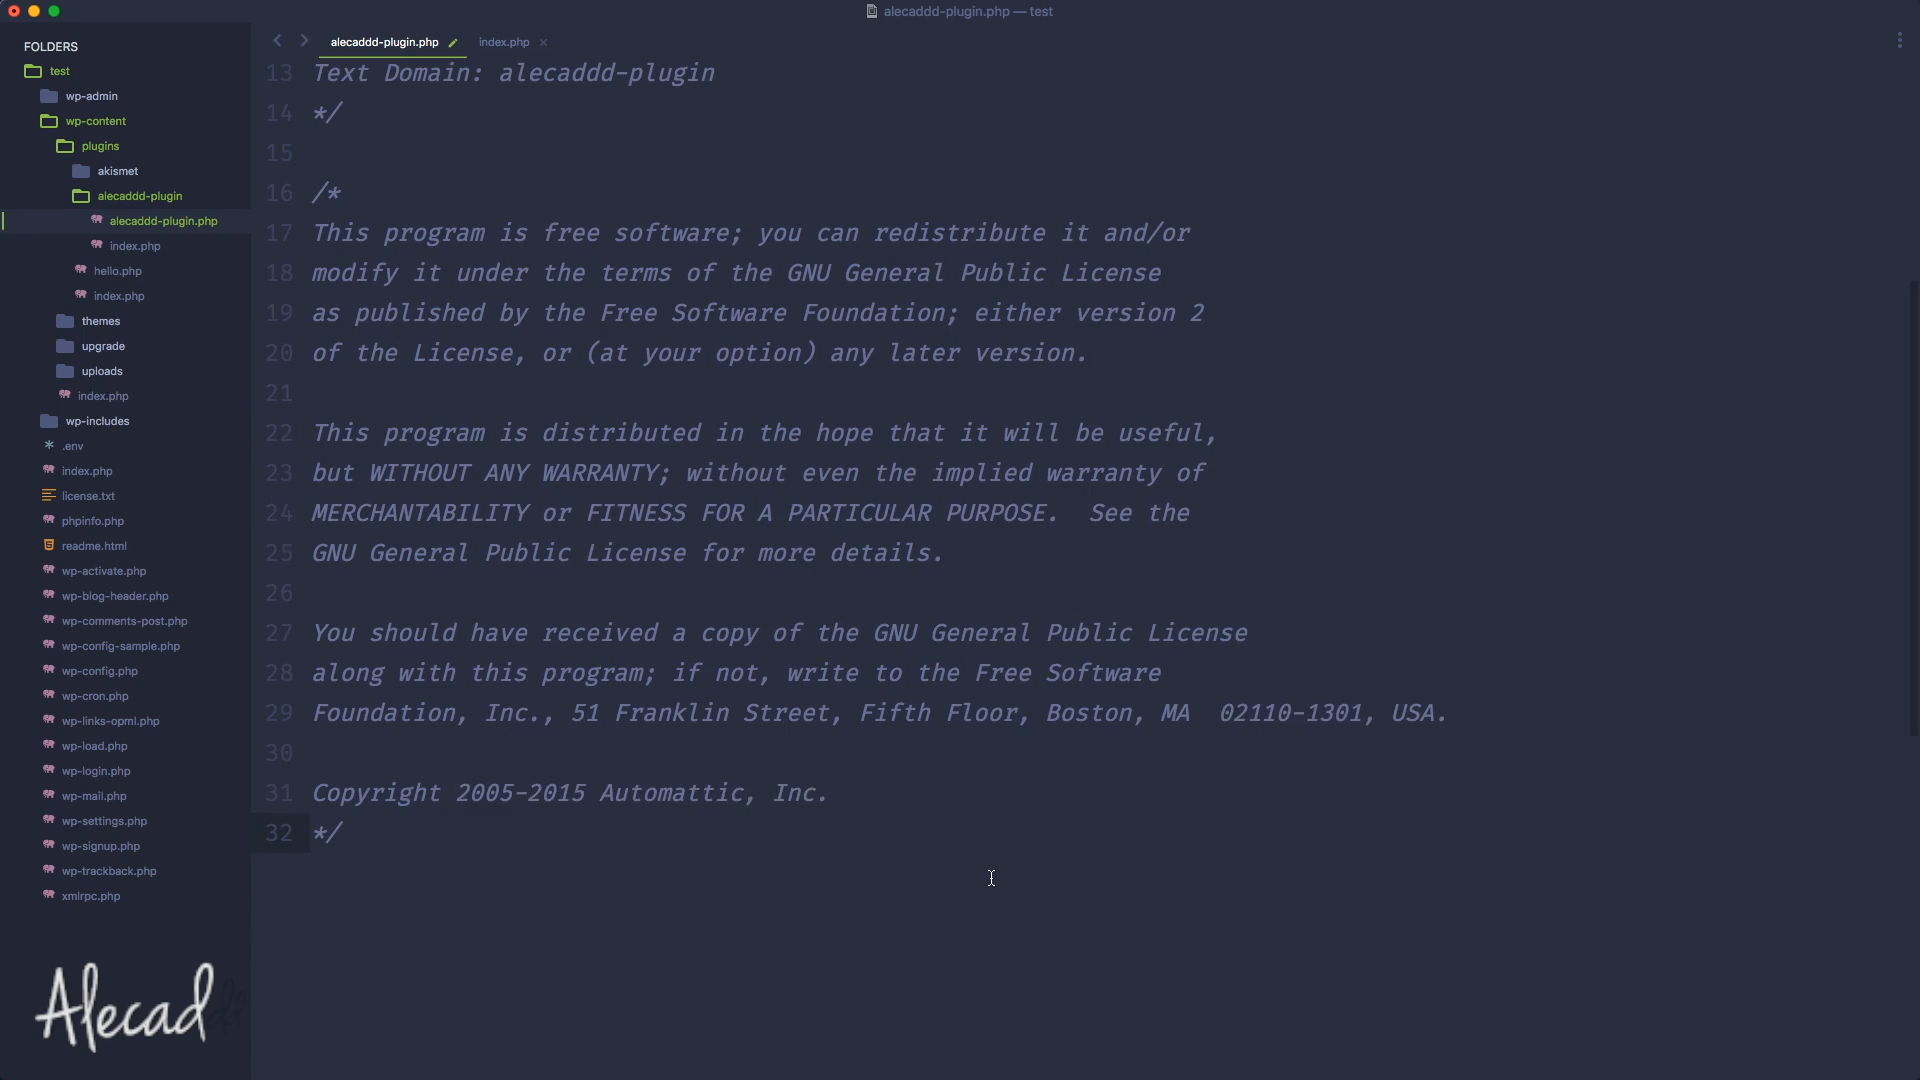 alecaddd-plugin.php — test
FOLDERS
test
wp-admin
wp-content
plugins
akismet
alecaddd-plugin
alecaddd-plugin.php
index.php
hello.php
index.php
themes
upgrade
uploads
index.php
wp-includes
.env
index.php
license.txt
phpinfo.php
readme.html
wp-activate.php
wp-blog-header.php
wp-comments-post.php
wp-config-sample.php
wp-config.php
wp-cron.php
wp-links-opml.php
wp-load.php
wp-login.php
wp-mail.php
wp-settings.php
wp-signup.php
wp-trackback.php
xmlrpc.php
Alecad
alecaddd-plugin.php index.php
13 Text Domain: alecaddd-plugin
14 */
15
16 /*
17 This program is free software; you can redistribute it and/or
18 modify it under the terms of the GNU General Public License
19 as published by the Free Software Foundation; either version 2
20 of the License, or (at your option) any later version.
21
22 This program is distributed in the hope that it will be useful,
23 but WITHOUT ANY WARRANTY; without even the implied warranty of
24 MERCHANTABILITY or FITNESS FOR A PARTICULAR PURPOSE.  See the
25 GNU General Public License for more details.
26
27 You should have received a copy of the GNU General Public License
28 along with this program; if not, write to the Free Software
29 Foundation, Inc., 51 Franklin Street, Fifth Floor, Boston, MA  02110-1301, USA.
30
31 Copyright 2005-2015 Automattic, Inc.
32 */